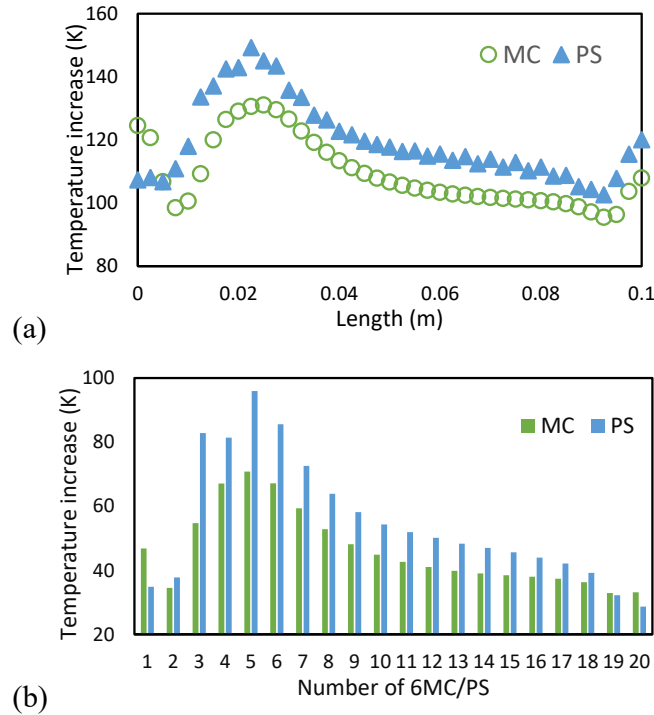 160
140
120
100
80
Temperature increase (K)
MC PS
0 0.02 0.04 0.06 0.08 0.1
Length (m)
(a)
100
80
60
40
20
Temperature increase (K)
MC PS
1 2 3 4 5 6 7 8 9 10 11 12 13 14 15 16 17 18 19 20
Number of 6MC/PS
(b)